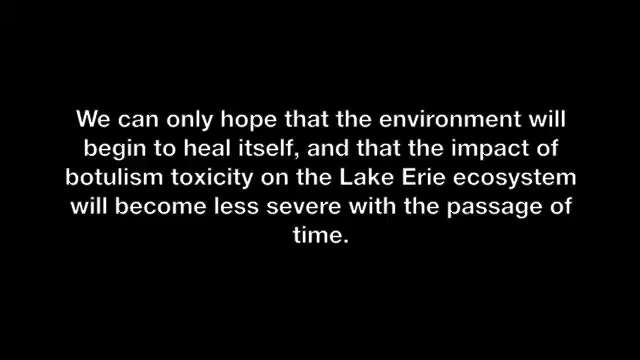 We can only hope that the environment will
begin to heal itself, and that the impact of
botulism toxicity on the Lake Erie ecosystem
will become less severe with the passage of
time.